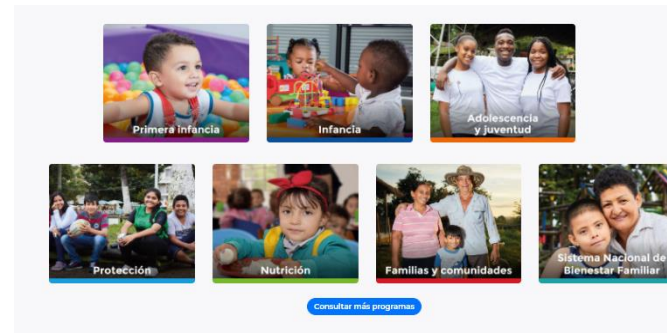 Primera infancia
Infancia
Adolescencia
y juventud
Protección
Nutrición
Familias y comunidades
Sistema Nacional de
Bienestar Familiar
Consultar más programas